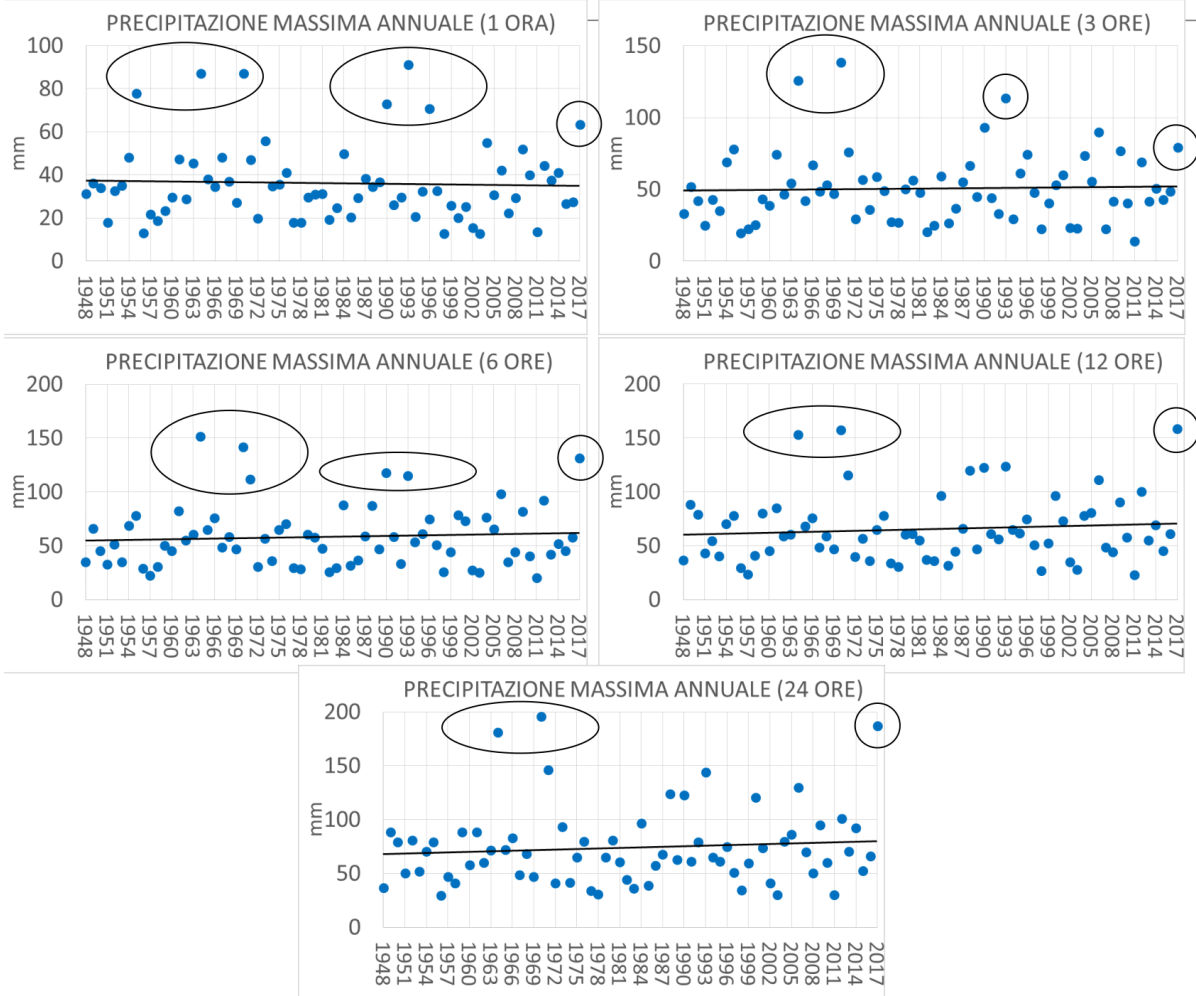 PRECIPITAZIONE MASSIMA ANNUALE (1 ORA)
100
80
60
40
20
0
mm
1948 1951 1954 1957 1960 1963 1966 1969 1972 1975 1978 1981 1984 1987 1990 1993 1996 1999 2002 2005 2008 2011 2014 2017
PRECIPITAZIONE MASSIMA ANNUALE (3 ORE)
150
100
50
0
mm
1948 1951 1954 1957 1960 1963 1966 1969 1972 1975 1978 1981 1984 1987 1990 1993 1996 1999 2002 2005 2008 2011 2014 2017
PRECIPITAZIONE MASSIMA ANNUALE (6 ORE)
200
150
100
50
0
mm
1948 1951 1954 1957 1960 1963 1966 1969 1972 1975 1978 1981 1984 1987 1990 1993 1996 1999 2002 2005 2008 2011 2014 2017
PRECIPITAZIONE MASSIMA ANNUALE (12 ORE)
200
150
100
50
0
mm
1948 1951 1954 1957 1960 1963 1966 1969 1972 1975 1978 1981 1984 1987 1990 1993 1996 1999 2002 2005 2008 2011 2014 2017
PRECIPITAZIONE MASSIMA ANNUALE (24 ORE)
200
150
100
50
0
mm
1948 1951 1954 1957 1960 1963 1966 1969 1972 1975 1978 1981 1984 1987 1990 1993 1996 1999 2002 2005 2008 2011 2014 2017